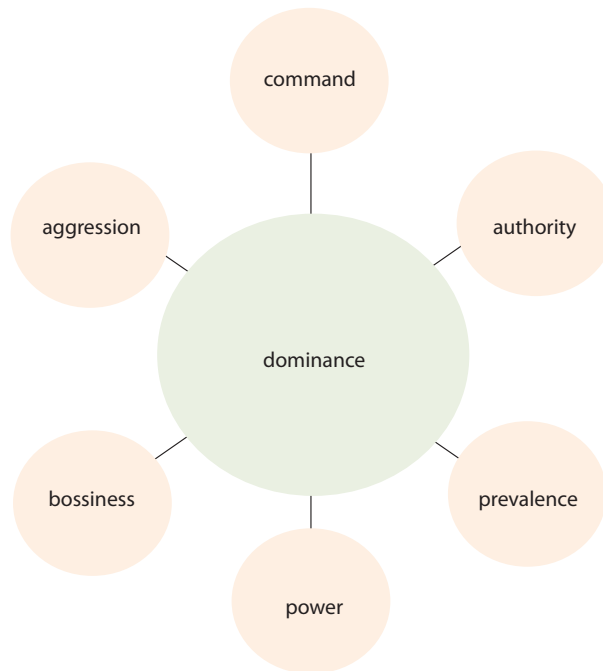 command
aggression
authority
dominance
bossiness
prevalence
power